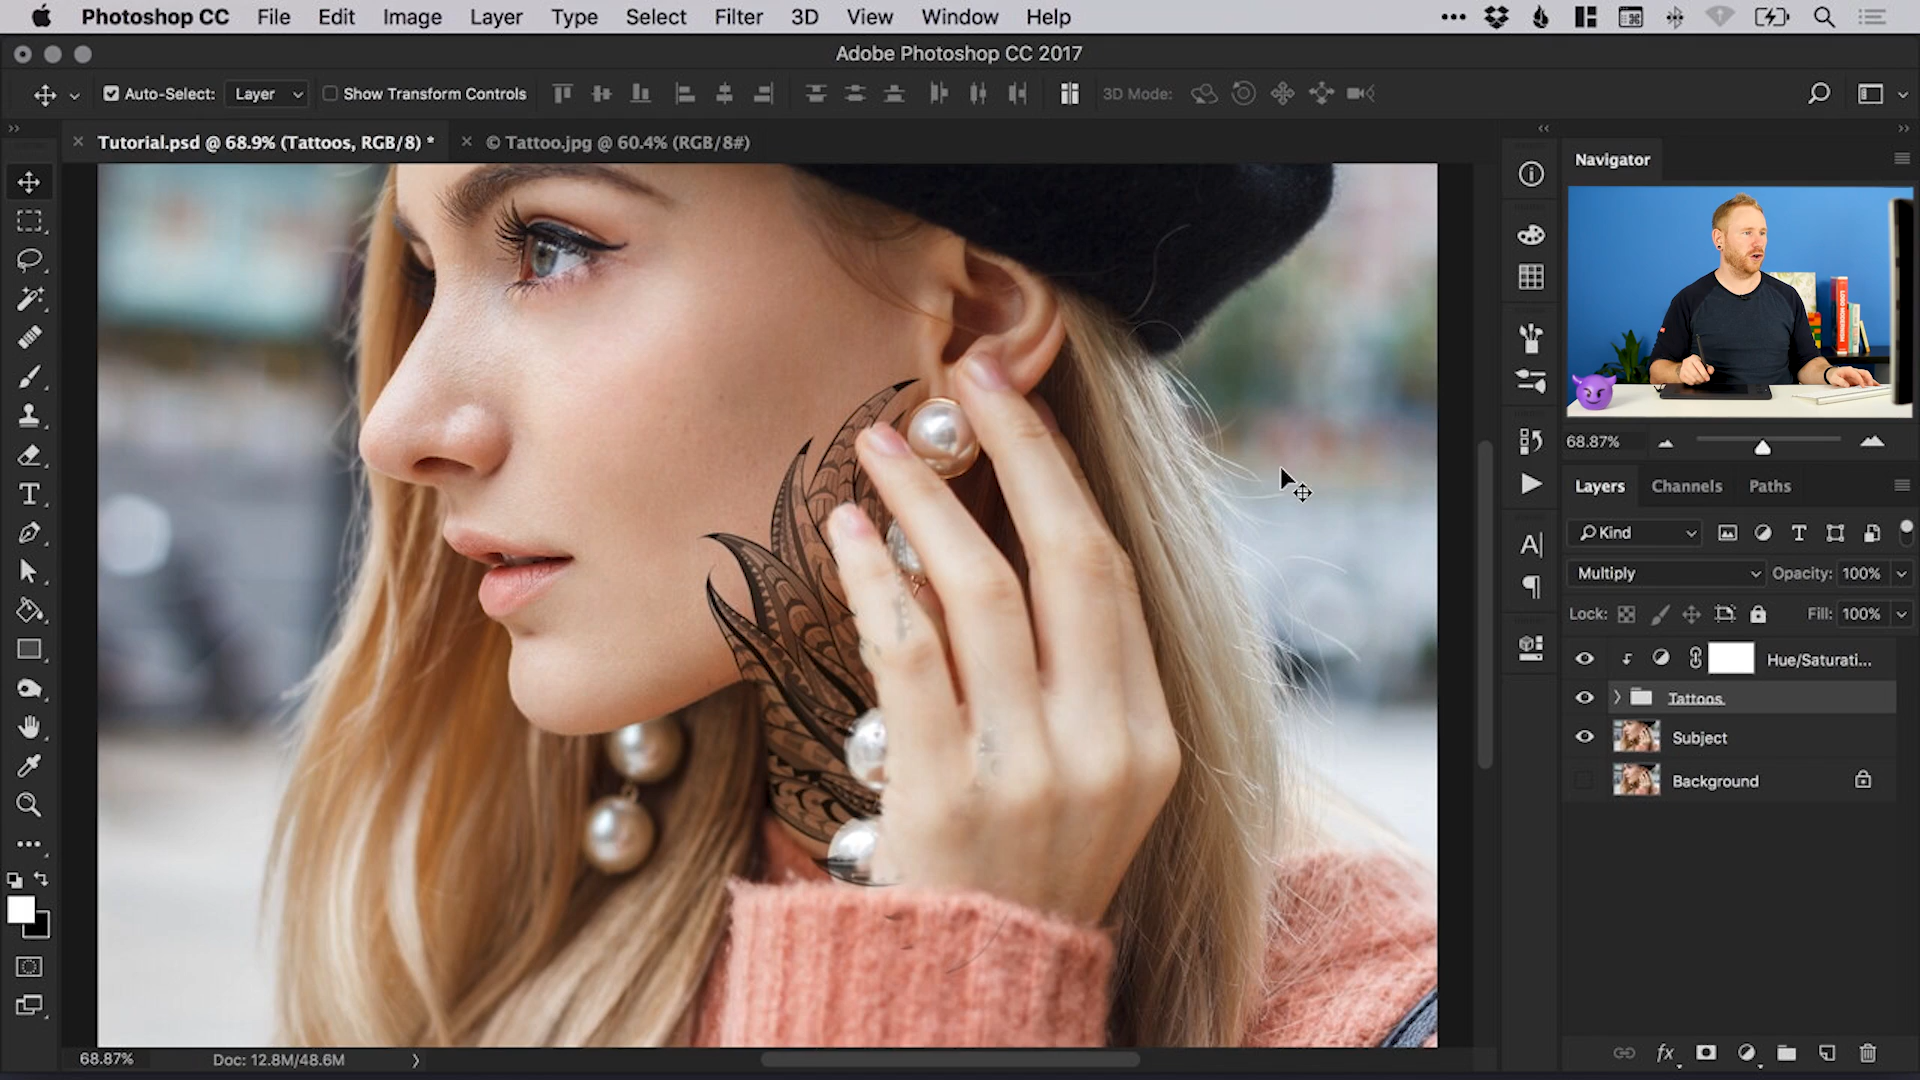 Photoshop CC File Edit Image Layer Type Select Filter 3D View Window Help
Adobe Photoshop CC 2017
Auto-Select: Layer Show Transform Controls 3D Mode:
Tutorial.psd @ 68.9% (Tattoos, RGB/8) * © Tattoo.jpg @ 60.4% (RGB/8#)
Navigator
68.87%
Layers Channels Paths
Kind
Multiply Opacity: 100%
Lock: Fill: 100%
Hue/Saturati...
Tattoos
Subject
Background
68.87% Doc: 12.8M/48.6M